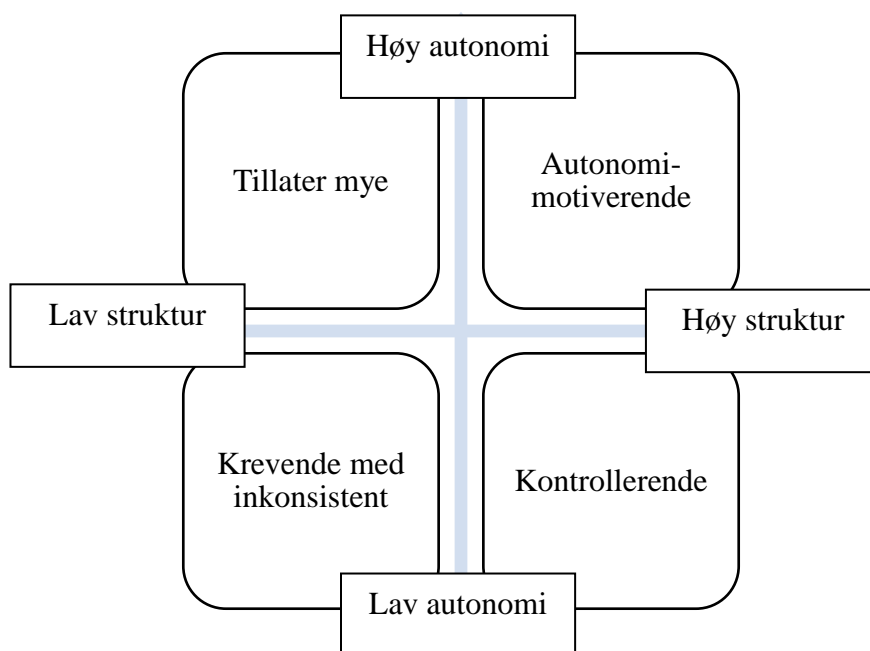 Høy autonomi
Tillater mye
Autonomi-
motiverende
Lav struktur
Høy struktur
Krevende med
inkonsistent
Kontrollerende
Lav autonomi